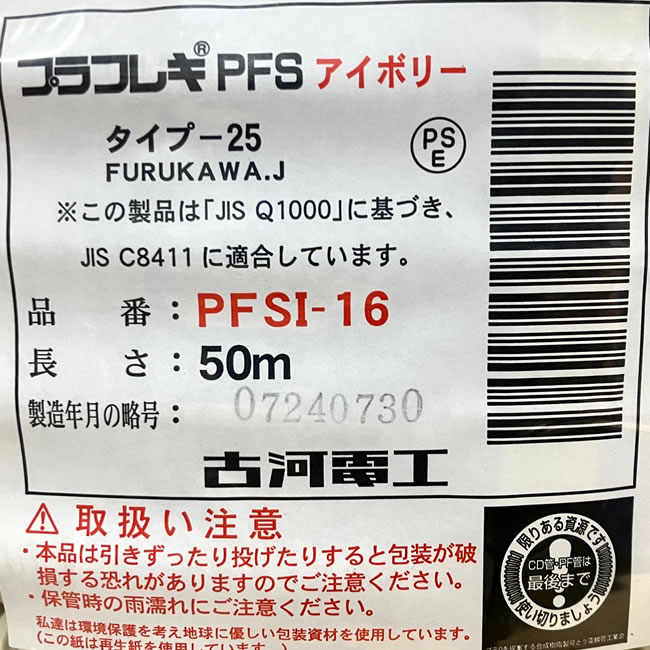 プラフレキ® PFS アイボリー
タイプ-25
FURUKAWA.J
PS
E
※この製品は「JIS Q1000」に基づき、
JIS C8411 に適合しています。
品番：PFSI-16
長さ：50m
製造年月の略号：07240730
古河電工
⚠取扱い注意
・本品は引きずったり投げたりすると包装が破
損する恐れがありますのでご注意ください。
・保管時の雨濡れにご注意ください。
私達は環境保護を考え地球に優しい包装資材を使用しています。
(この紙は再生紙を使用しています。)
限りある資源です
CD管・PF管は
最後まで
使い切りましょう